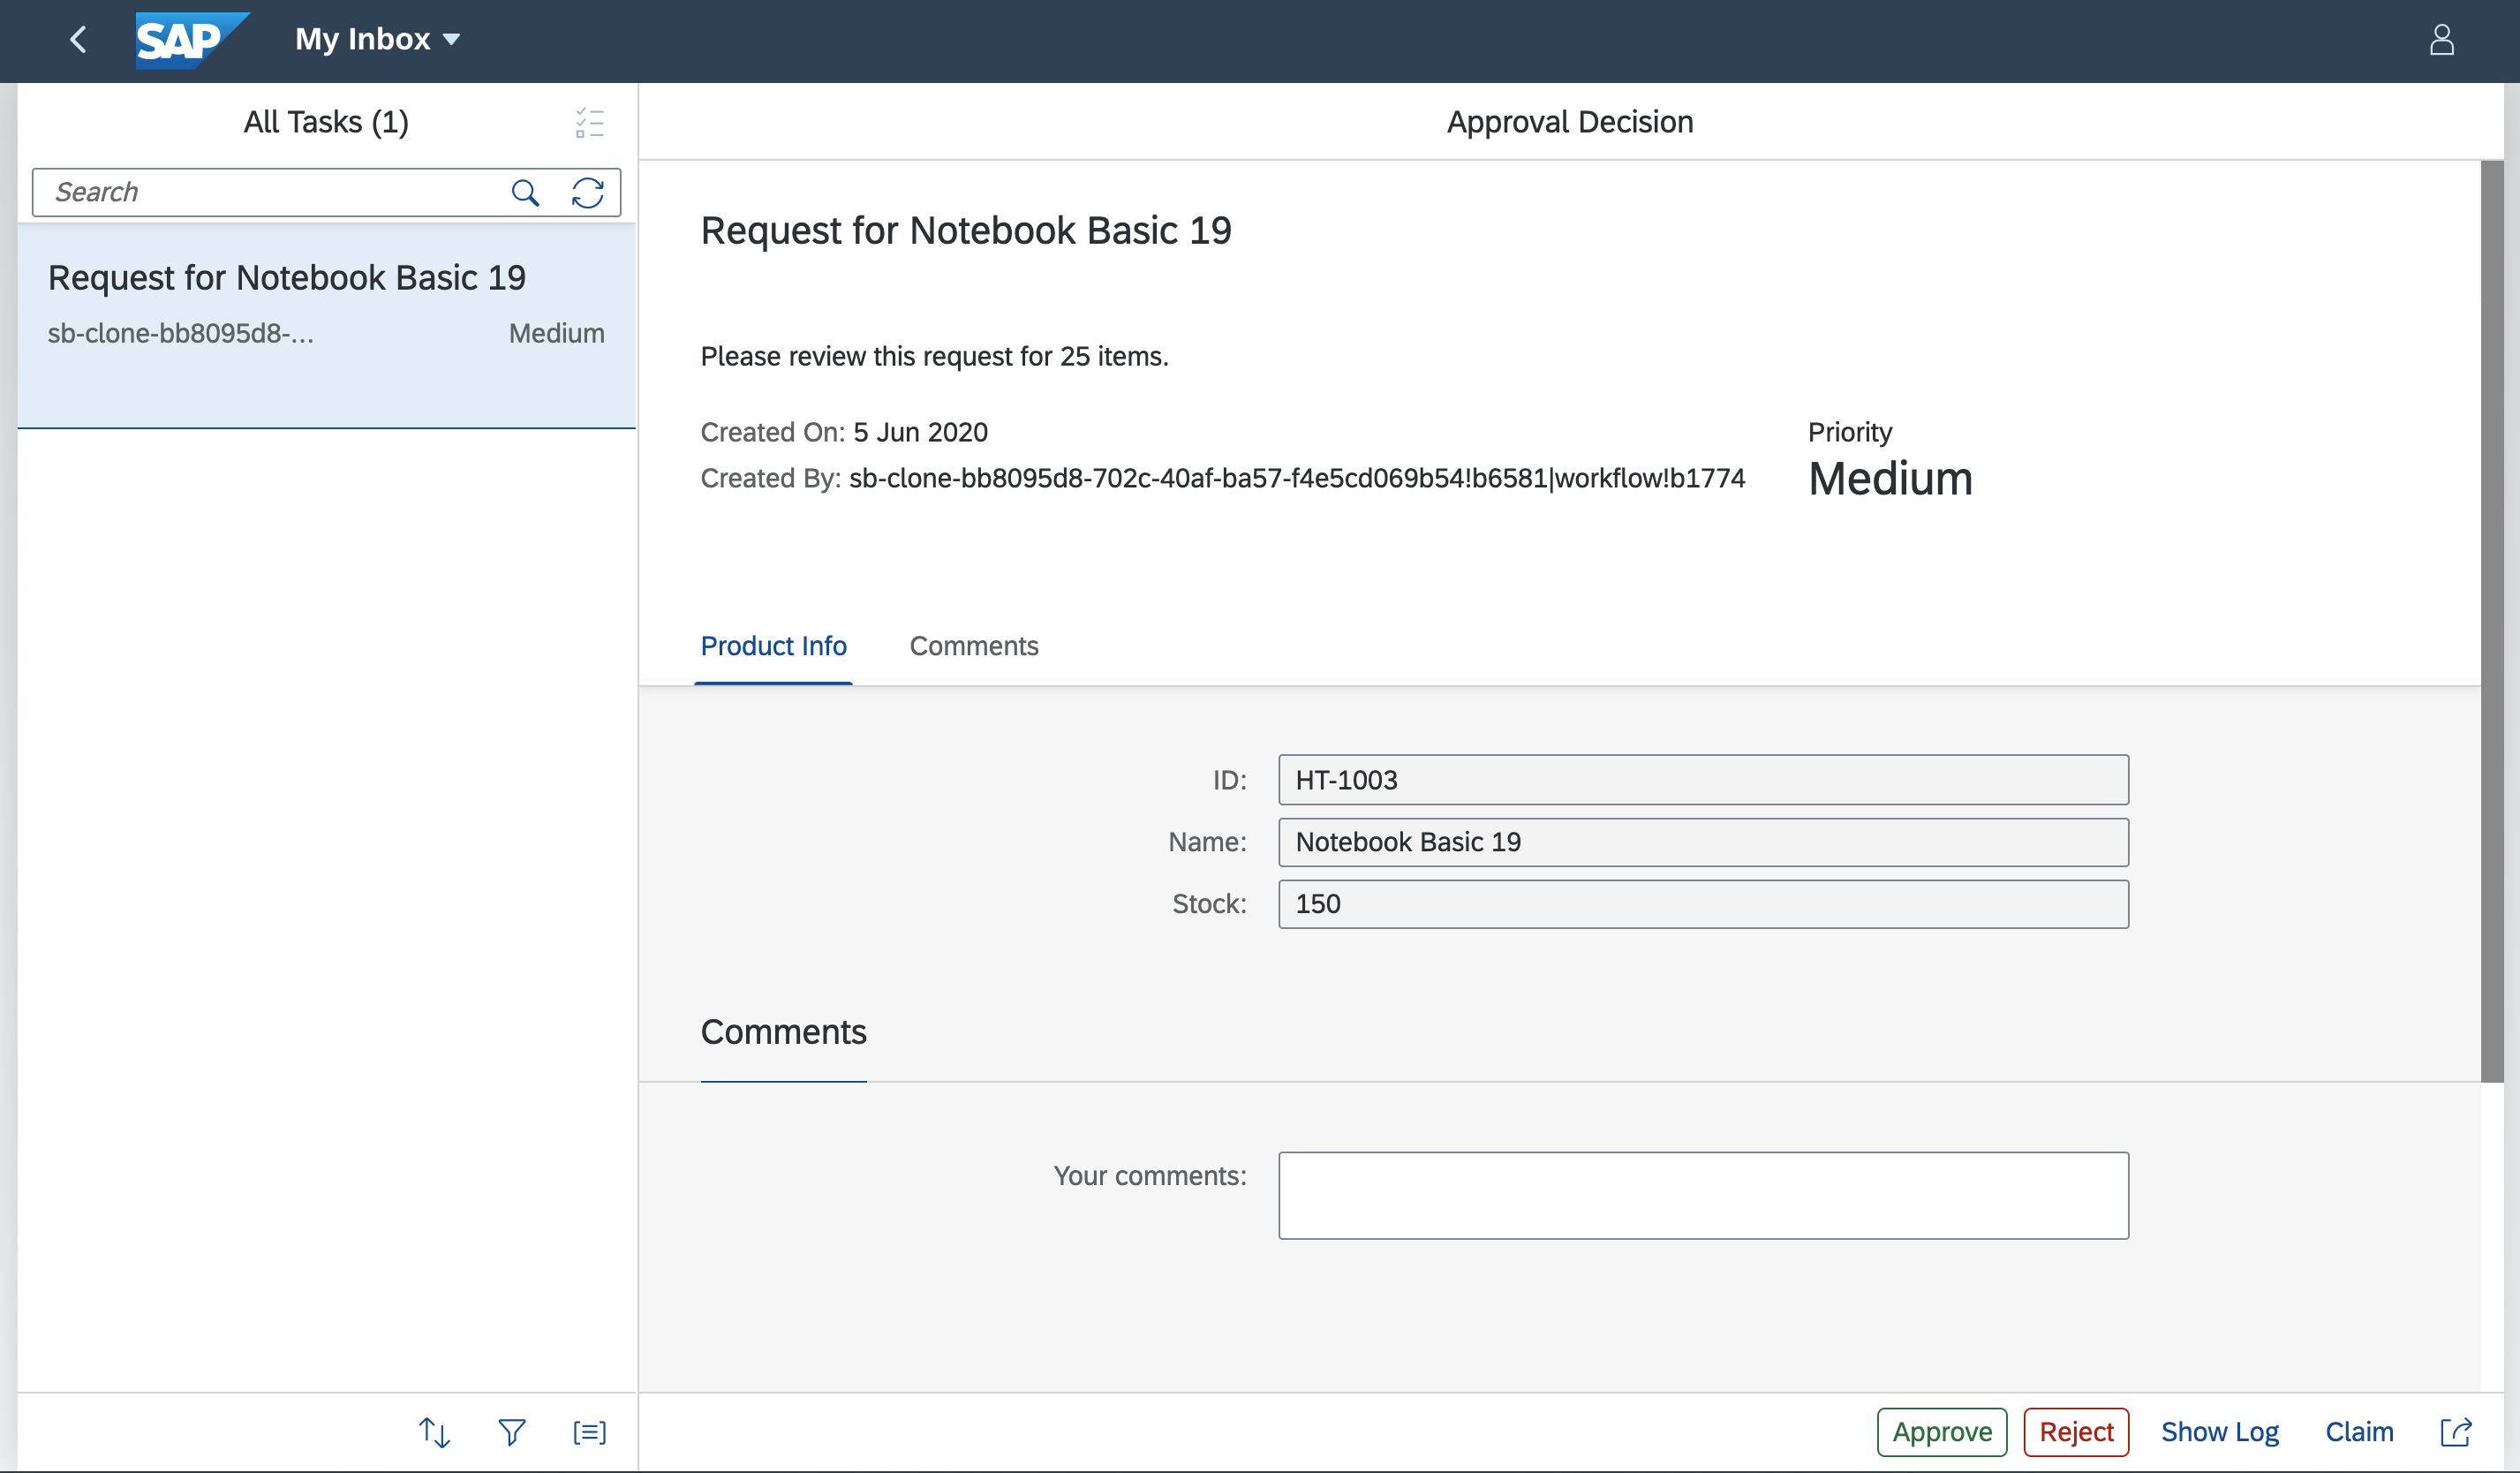 SAP
My Inbox
All Tasks (1)
Search
Request for Notebook Basic 19
sb-clone-bb8095d8-... Medium
Approval Decision
Request for Notebook Basic 19
Please review this request for 25 items.
Created On: 5 Jun 2020
Created By: sb-clone-bb8095d8-702c-40af-ba57-f4e5cd069b54!b6581|workflow!b1774
Priority
Medium
Product Info Comments
ID: HT-1003
Name: Notebook Basic 19
Stock: 150
Comments
Your comments:
Approve Reject Show Log Claim